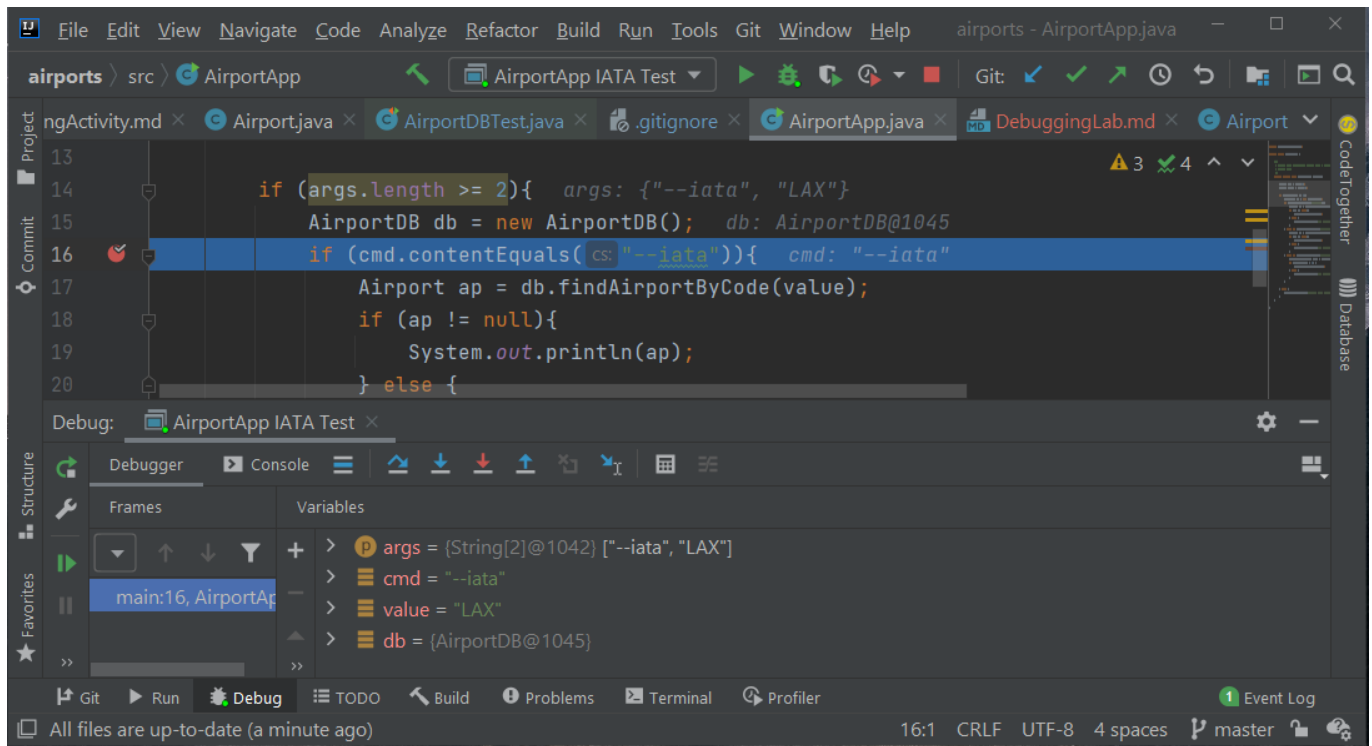 File Edit View Navigate Code Analyze Refactor Build Run Tools Git Window Help airports - AirportApp.java
airports src AirportApp AirportApp IATA Test Git:
ngActivity.md Airport.java AirportDBTest.java .gitignore AirportApp.java DebuggingLab.md Airport
Project
Commit
CodeTogether
Database
13 3 4
14 if (args.length >= 2){ args: {"--iata", "LAX"}
15 AirportDB db = new AirportDB(); db: AirportDB@1045
16 if (cmd.contentEquals( cs: "--iata")){ cmd: "--iata"
17 Airport ap = db.findAirportByCode(value);
18 if (ap != null){
19 System.out.println(ap);
20 } else {
Debug: AirportApp IATA Test
Structure
Favorites
Debugger Console
Frames Variables
args = {String[2]@1042} ["--iata", "LAX"]
main:16, AirportAp cmd = "--iata"
value = "LAX"
db = {AirportDB@1045}
Git Run Debug TODO Build Problems Terminal Profiler 1 Event Log
All files are up-to-date (a minute ago) 16:1 CRLF UTF-8 4 spaces master